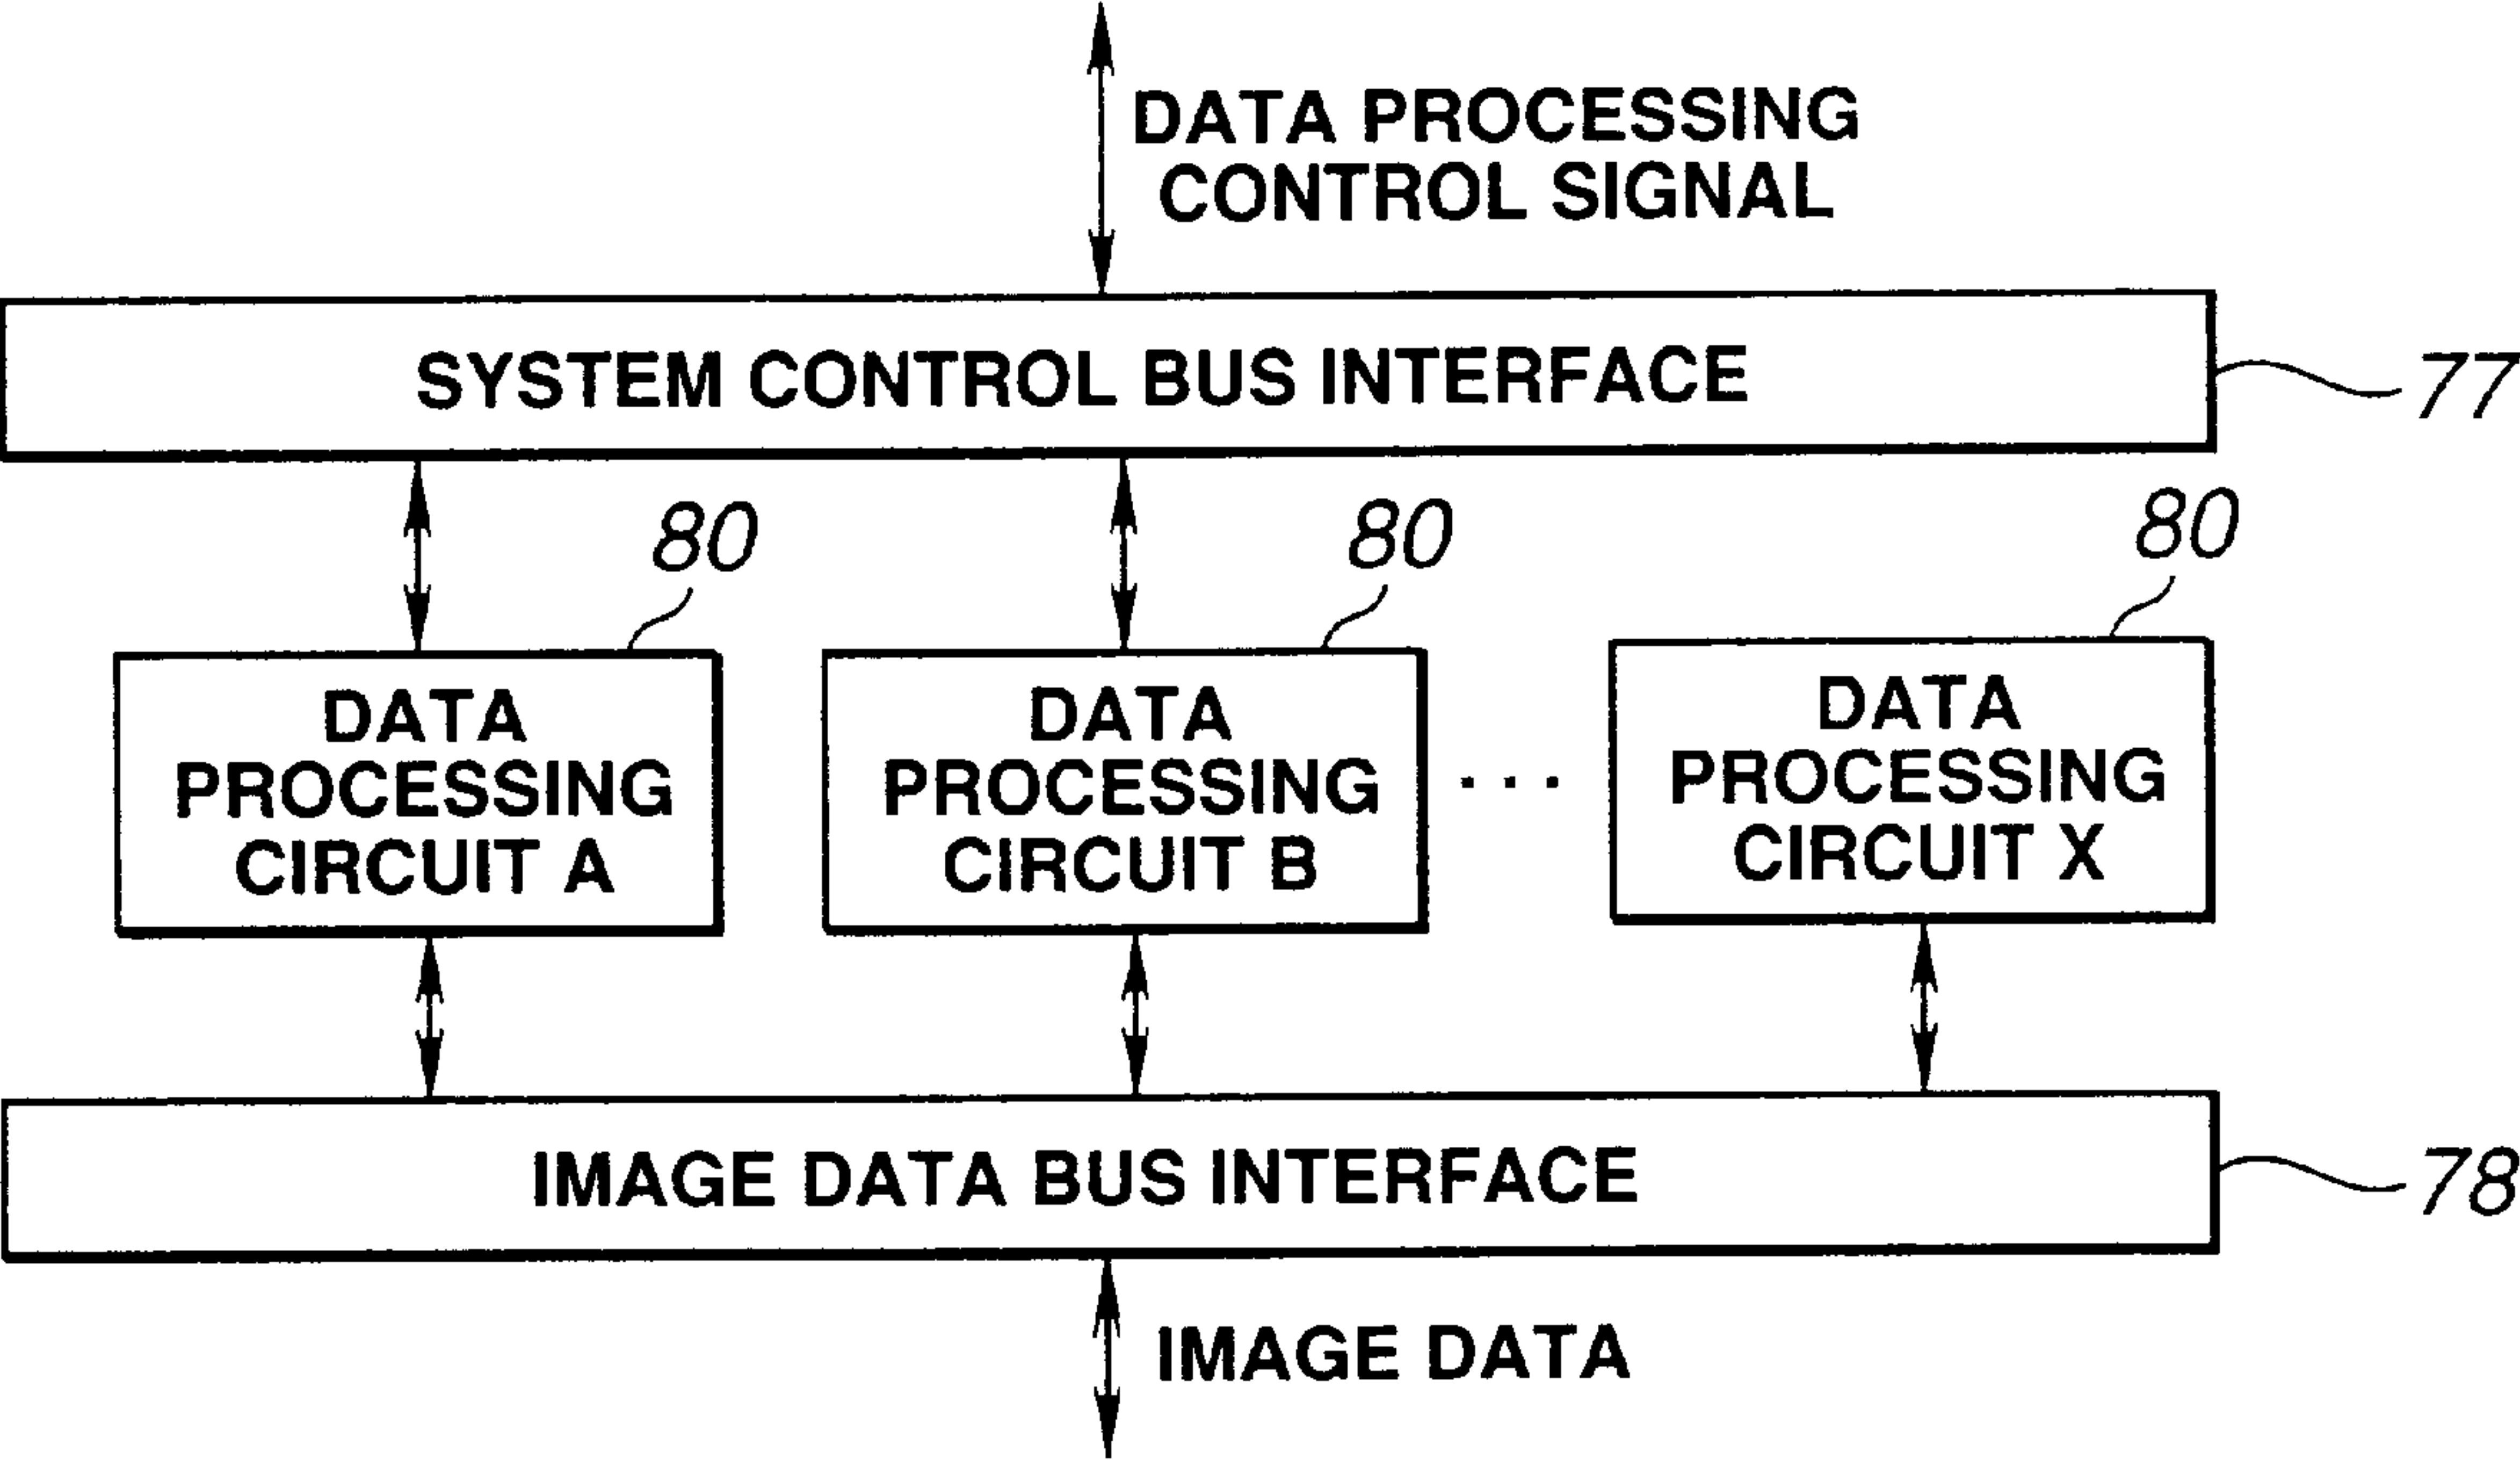 DATA PROCESSING
CONTROL SIGNAL
SYSTEM CONTROL BUS INTERFACE
77
80
80
80
DATA
PROCESSING
CIRCUIT A
DATA
PROCESSING
CIRCUIT B
...
DATA
PROCESSING
CIRCUIT X
IMAGE DATA BUS INTERFACE
78
IMAGE DATA